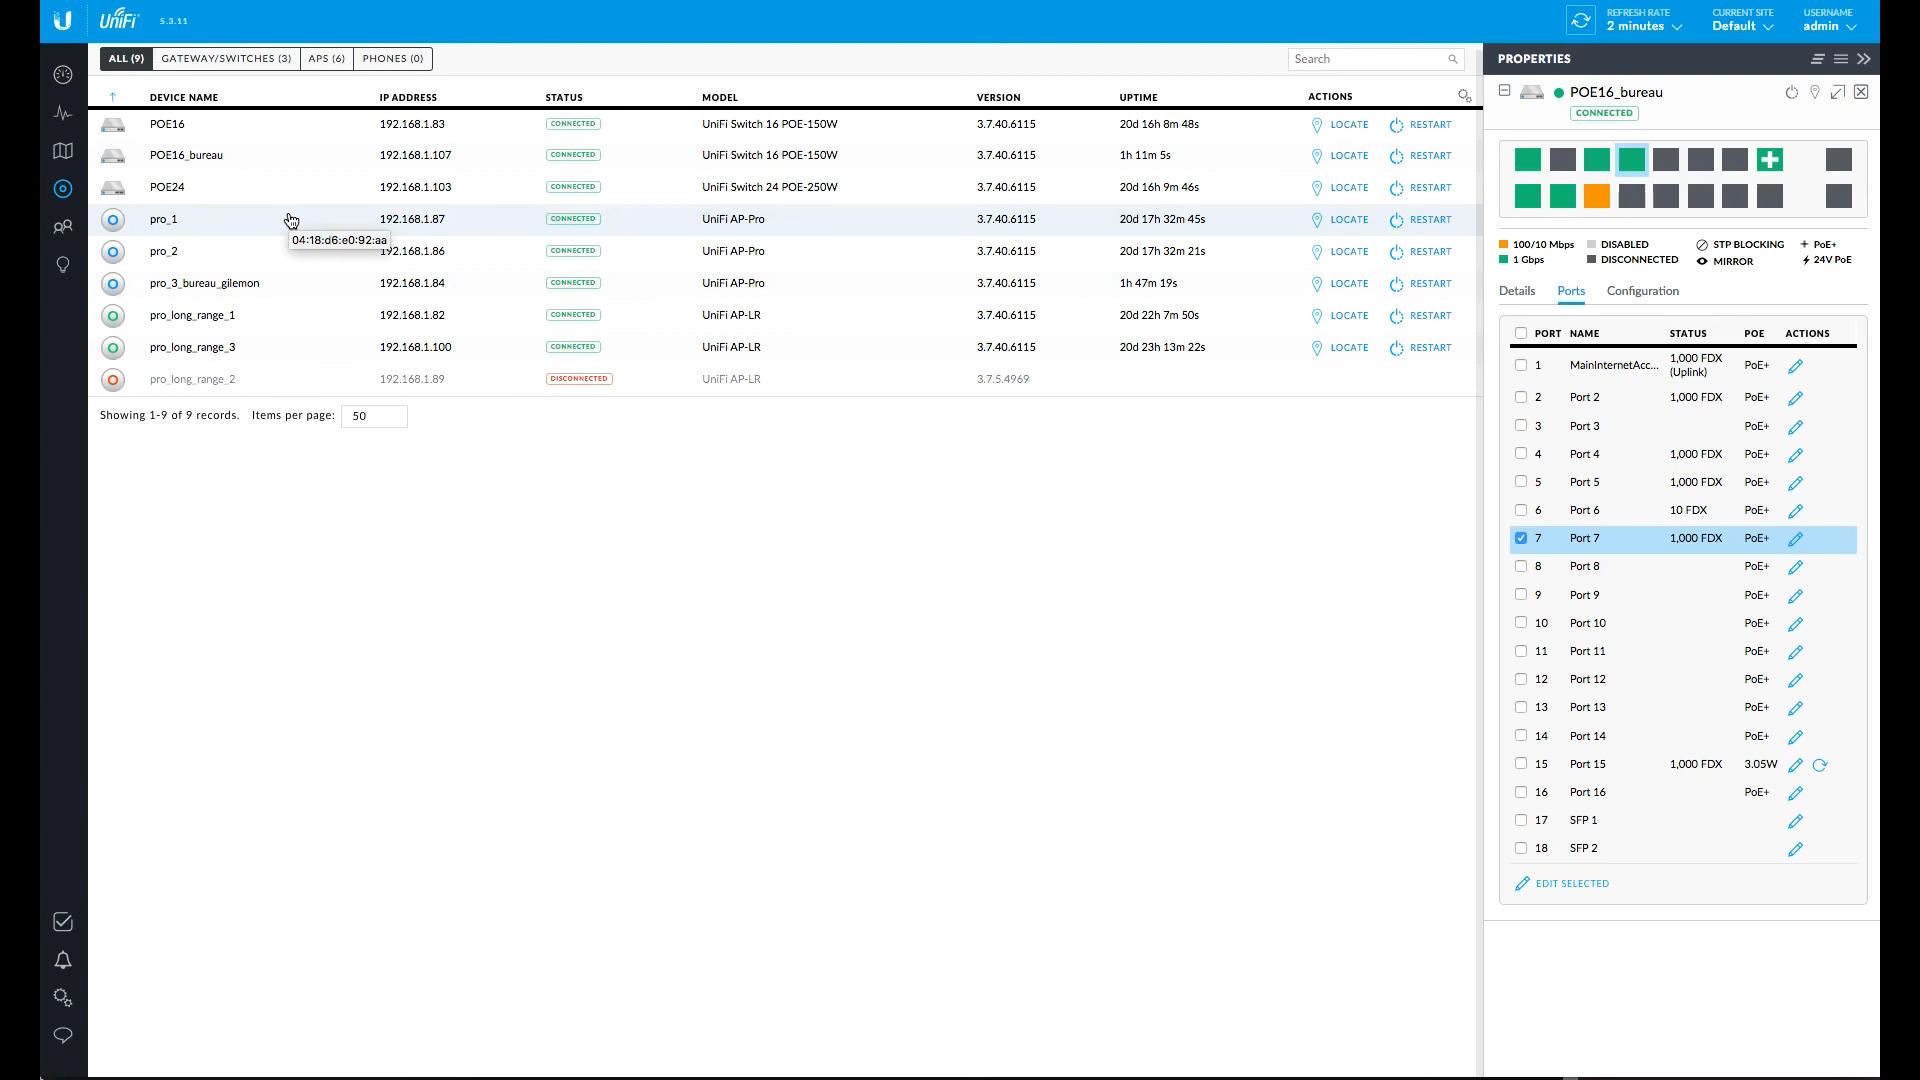 UniFi 5.3.11
REFRESH RATE CURRENT SITE USERNAME
2 minutes Default admin
ALL (9) GATEWAY/SWITCHES (3) APS (6) PHONES (0) Search
DEVICE NAME IP ADDRESS STATUS MODEL VERSION UPTIME ACTIONS
POE16 192.168.1.83 CONNECTED UniFi Switch 16 POE-150W 3.7.40.6115 20d 16h 8m 48s LOCATE RESTART
POE16_bureau 192.168.1.107 CONNECTED UniFi Switch 16 POE-150W 3.7.40.6115 1h 11m 5s LOCATE RESTART
POE24 192.168.1.103 CONNECTED UniFi Switch 24 POE-250W 3.7.40.6115 20d 16h 9m 46s LOCATE RESTART
pro_1 192.168.1.87 CONNECTED UniFi AP-Pro 3.7.40.6115 20d 17h 32m 45s LOCATE RESTART
04:18:d6:e0:92:aa
pro_2 192.168.1.86 CONNECTED UniFi AP-Pro 3.7.40.6115 20d 17h 32m 21s LOCATE RESTART
pro_3_bureau_gilemon 192.168.1.84 CONNECTED UniFi AP-Pro 3.7.40.6115 1h 47m 19s LOCATE RESTART
pro_long_range_1 192.168.1.82 CONNECTED UniFi AP-LR 3.7.40.6115 20d 22h 7m 50s LOCATE RESTART
pro_long_range_3 192.168.1.100 CONNECTED UniFi AP-LR 3.7.40.6115 20d 23h 13m 22s LOCATE RESTART
pro_long_range_2 192.168.1.89 DISCONNECTED UniFi AP-LR 3.7.5.4969
Showing 1-9 of 9 records. Items per page: 50
PROPERTIES
POE16_bureau
CONNECTED
100/10 Mbps DISABLED STP BLOCKING PoE+
1 Gbps DISCONNECTED MIRROR 24V PoE
Details Ports Configuration
PORT NAME STATUS POE ACTIONS
1 MainInternetAcc... 1,000 FDX (Uplink) PoE+
2 Port 2 1,000 FDX PoE+
3 Port 3 PoE+
4 Port 4 1,000 FDX PoE+
5 Port 5 1,000 FDX PoE+
6 Port 6 10 FDX PoE+
7 Port 7 1,000 FDX PoE+
8 Port 8 PoE+
9 Port 9 PoE+
10 Port 10 PoE+
11 Port 11 PoE+
12 Port 12 PoE+
13 Port 13 PoE+
14 Port 14 PoE+
15 Port 15 1,000 FDX 3.05W
16 Port 16 PoE+
17 SFP 1
18 SFP 2
EDIT SELECTED